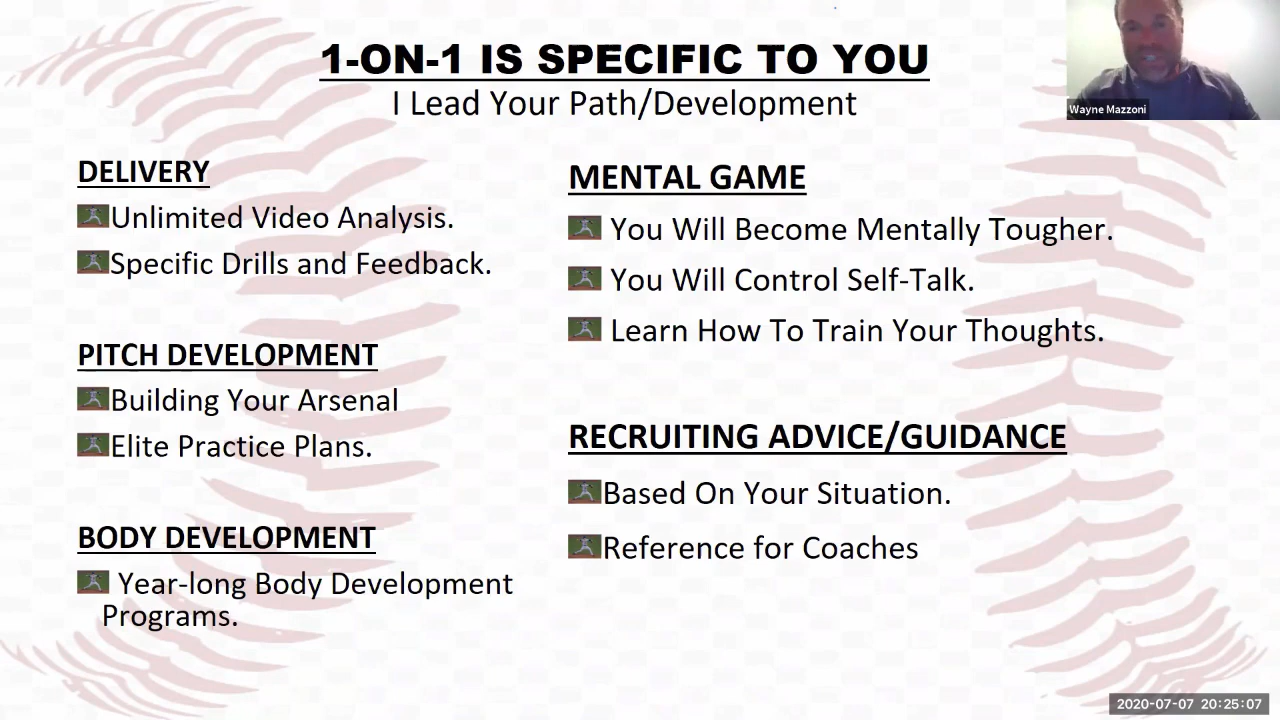 1-ON-1 IS SPECIFIC TO YOU
I Lead Your Path/Development
Wayne Mazzoni
DELIVERY
Unlimited Video Analysis.
Specific Drills and Feedback.
PITCH DEVELOPMENT
Building Your Arsenal
Elite Practice Plans.
BODY DEVELOPMENT
Year-long Body Development
Programs.
MENTAL GAME
You Will Become Mentally Tougher.
You Will Control Self-Talk.
Learn How To Train Your Thoughts.
RECRUITING ADVICE/GUIDANCE
Based On Your Situation.
Reference for Coaches
2020-07-07 20:25:07